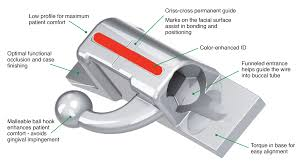 Criss-cross permanent guide
Low profile for maximum
patient comfort
Marks on the facial surface
assist in bonding and
positioning
Color-enhanced ID
Optimal functional
occlusion and case
finishing
Funneled entrance
helps guide the wire
into buccal tube
Malleable ball hook
enhances patient
comfort - avoids
gingival impingement
Torque in base for
easy alignment